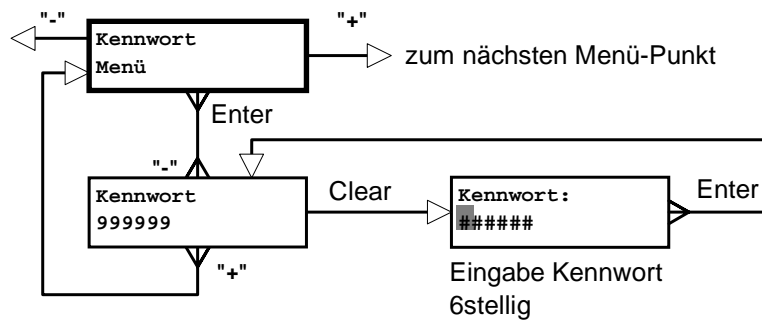 "-"
"+"
Kennwort
Menü
zum nächsten Menü-Punkt
Enter
"-"
Kennwort
999999
Clear
Kennwort:
######
Enter
"+"
Eingabe Kennwort
6stellig